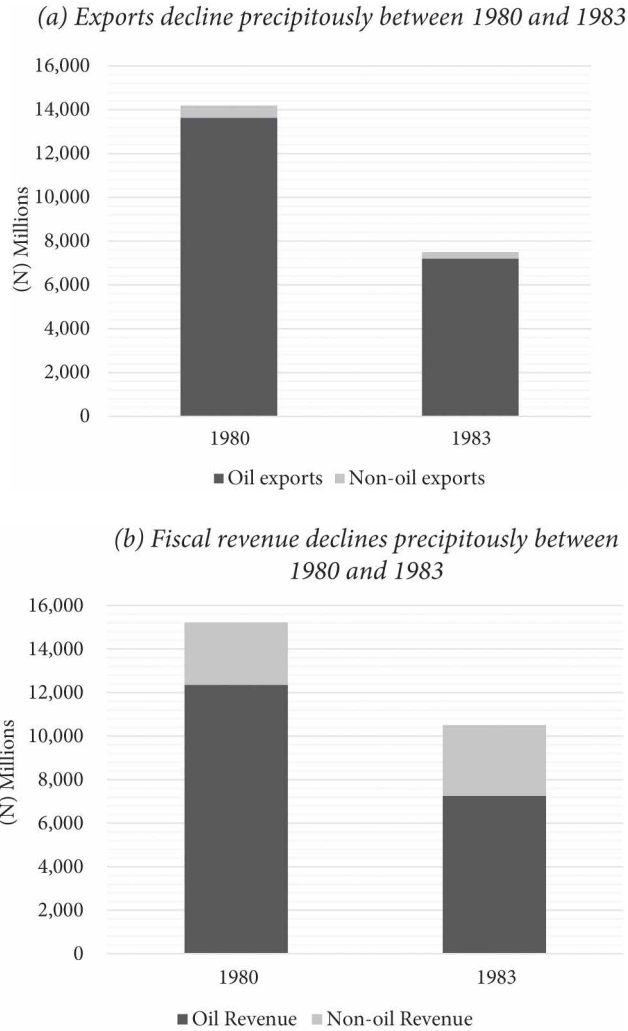 (a) Exports decline precipitously between 1980 and 1983
16,000
14,000
12,000
10,000
8,000
6,000
4,000
2,000
0
(N) Millions
1980
1983
Oil exports
Non-oil exports
(b) Fiscal revenue declines precipitously between
1980 and 1983
16,000
14,000
12,000
10,000
8,000
6,000
4,000
2,000
0
(N) Millions
1980
1983
Oil Revenue
Non-oil Revenue